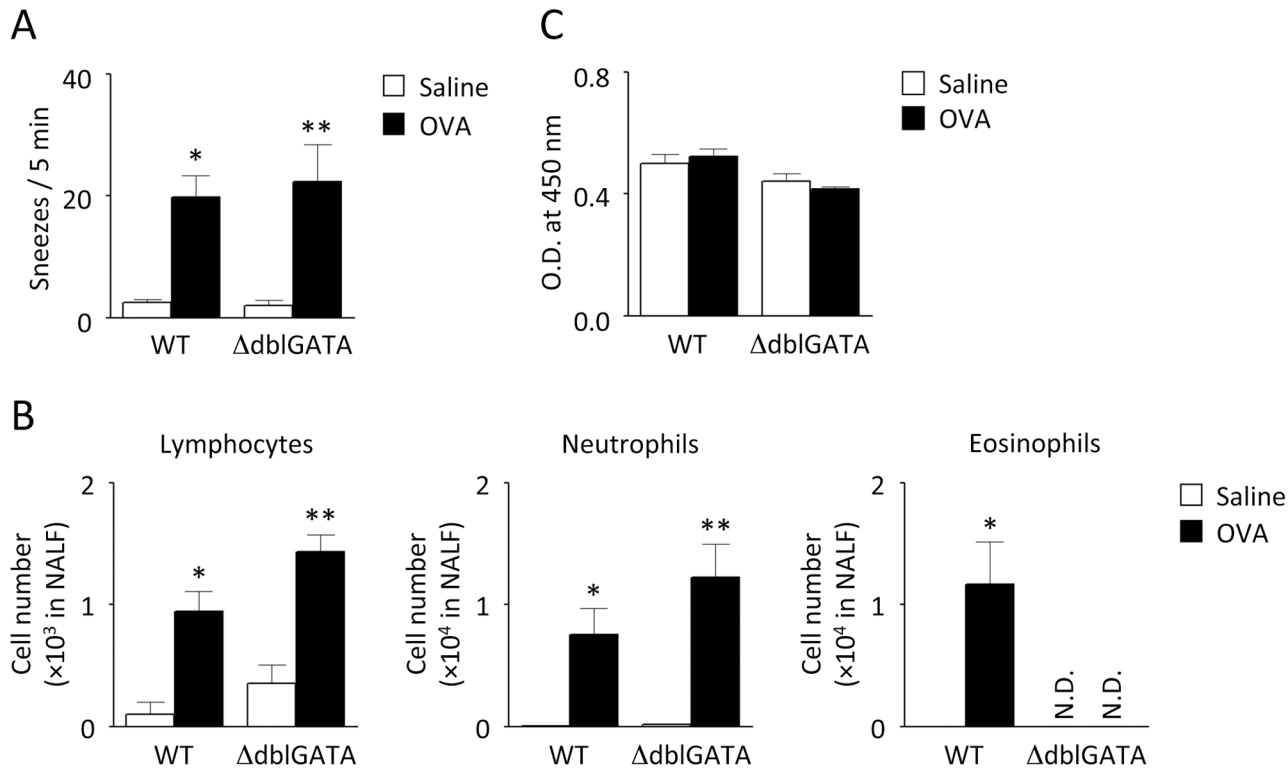 A
40
20
0
Sneezes / 5 min
*
**
Saline
OVA
WT
ΔdblGATA
C
0.8
0.4
0.0
O.D. at 450 nm
Saline
OVA
WT
ΔdblGATA
B
Lymphocytes
2
1
0
Cell number
(×10³ in NALF)
*
**
WT
ΔdblGATA
Neutrophils
2
1
0
Cell number
(×10⁴ in NALF)
*
**
WT
ΔdblGATA
Eosinophils
2
1
0
Cell number
(×10⁴ in NALF)
*
N.D.
N.D.
WT
ΔdblGATA
Saline
OVA